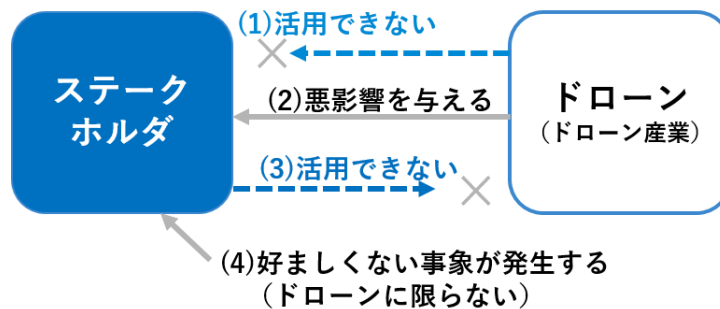 (1)活用できない
ステーク
ホルダ
(2)悪影響を与える
ドローン
(ドローン産業)
(3)活用できない
(4)好ましくない事象が発生する
(ドローンに限らない)